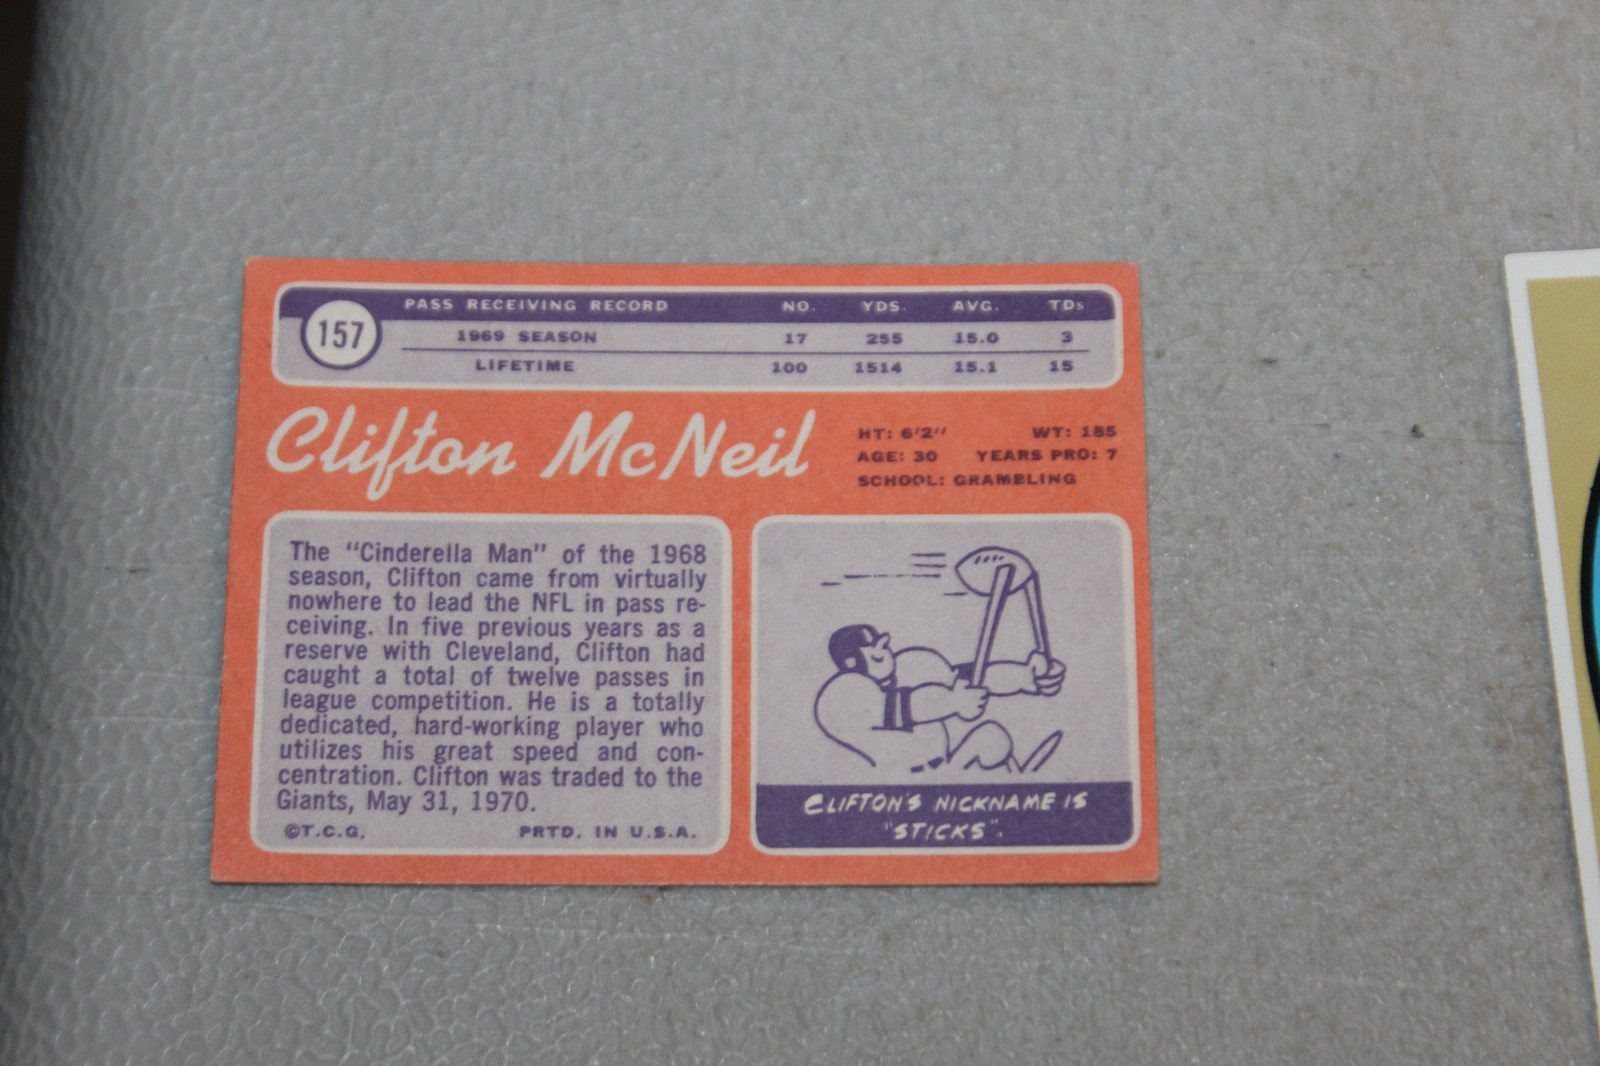 PASS RECEIVING RECORD NO. YDS. AVG. TDs
157
1969 SEASON 17 255 15.0 3
LIFETIME 100 1514 15.1 15
Clifton McNeil
HT: 6'2" WT: 185
AGE: 30 YEARS PRO: 7
SCHOOL: GRAMBLING
The "Cinderella Man" of the 1968
season, Clifton came from virtually
nowhere to lead the NFL in pass re-
ceiving. In five previous years as a
reserve with Cleveland, Clifton had
caught a total of twelve passes in
league competition. He is a totally
dedicated, hard-working player who
utilizes his great speed and con-
centration. Clifton was traded to the
Giants, May 31, 1970.
©T.C.G. PRTD. IN U.S.A.
CLIFTON'S NICKNAME IS
"STICKS".